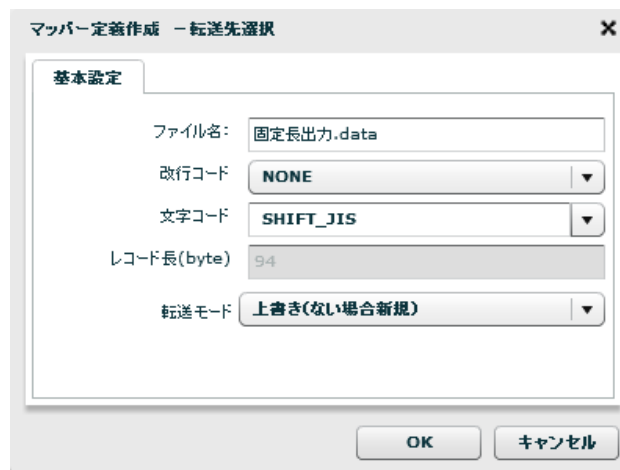 マッパー定義作成 －転送先選択
基本設定
ファイル名: 固定長出力.data
改行コード NONE
文字コード SHIFT_JIS
レコード長(byte) 94
転送モード 上書き(ない場合新規)
OK キャンセル